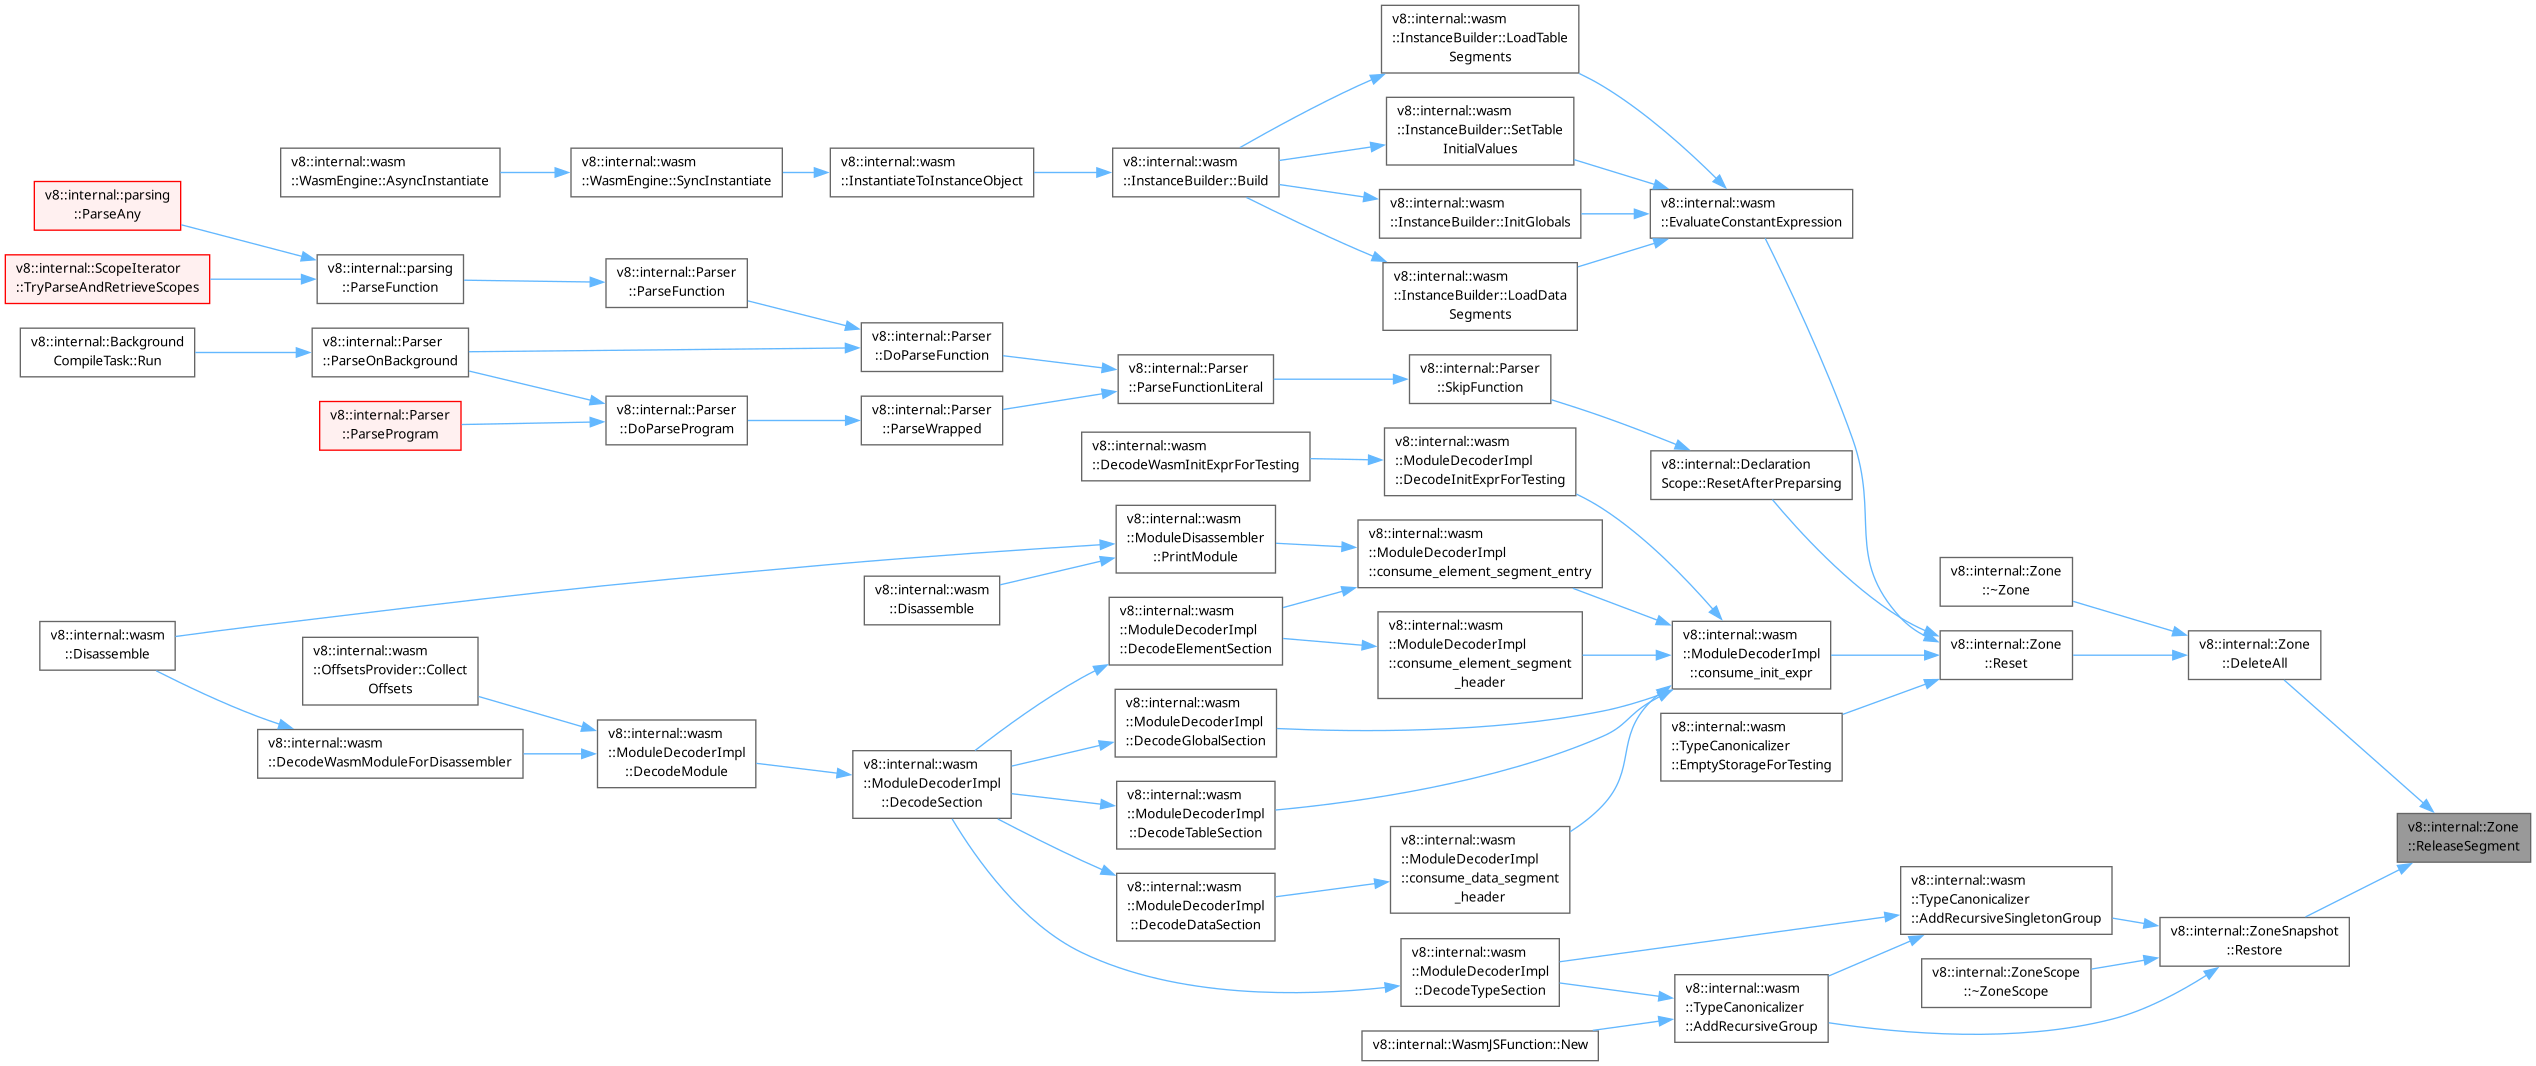 v8::internal::wasm
::InstanceBuilder::LoadTable
Segments
v8::internal::wasm
::InstanceBuilder::SetTable
InitialValues
v8::internal::wasm
::WasmEngine::AsyncInstantiate
v8::internal::wasm
::WasmEngine::SyncInstantiate
v8::internal::wasm
::InstantiateToInstanceObject
v8::internal::wasm
::InstanceBuilder::Build
v8::internal::parsing
::ParseAny
v8::internal::wasm
::InstanceBuilder::InitGlobals
v8::internal::wasm
::EvaluateConstantExpression
v8::internal::ScopeIterator
::TryParseAndRetrieveScopes
v8::internal::parsing
::ParseFunction
v8::internal::Parser
::ParseFunction
v8::internal::wasm
::InstanceBuilder::LoadData
Segments
v8::internal::Background
CompileTask::Run
v8::internal::Parser
::ParseOnBackground
v8::internal::Parser
::DoParseFunction
v8::internal::Parser
::ParseFunctionLiteral
v8::internal::Parser
::SkipFunction
v8::internal::Parser
::ParseProgram
v8::internal::Parser
::DoParseProgram
v8::internal::Parser
::ParseWrapped
v8::internal::wasm
::DecodeWasmInitExprForTesting
v8::internal::wasm
::ModuleDecoderImpl
::DecodeInitExprForTesting
v8::internal::Declaration
Scope::ResetAfterPreparsing
v8::internal::wasm
::ModuleDisassembler
::PrintModule
v8::internal::wasm
::ModuleDecoderImpl
::consume_element_segment_entry
v8::internal::Zone
::~Zone
v8::internal::wasm
::Disassemble
v8::internal::wasm
::Disassemble
v8::internal::wasm
::OffsetsProvider::Collect
Offsets
v8::internal::wasm
::ModuleDecoderImpl
::DecodeElementSection
v8::internal::wasm
::ModuleDecoderImpl
::consume_element_segment
_header
v8::internal::wasm
::ModuleDecoderImpl
::consume_init_expr
v8::internal::Zone
::Reset
v8::internal::Zone
::DeleteAll
v8::internal::wasm
::DecodeWasmModuleForDisassembler
v8::internal::wasm
::ModuleDecoderImpl
::DecodeModule
v8::internal::wasm
::ModuleDecoderImpl
::DecodeSection
v8::internal::wasm
::ModuleDecoderImpl
::DecodeGlobalSection
v8::internal::wasm
::TypeCanonicalizer
::EmptyStorageForTesting
v8::internal::wasm
::ModuleDecoderImpl
::DecodeTableSection
v8::internal::Zone
::ReleaseSegment
v8::internal::wasm
::ModuleDecoderImpl
::DecodeDataSection
v8::internal::wasm
::ModuleDecoderImpl
::consume_data_segment
_header
v8::internal::wasm
::TypeCanonicalizer
::AddRecursiveSingletonGroup
v8::internal::ZoneSnapshot
::Restore
v8::internal::wasm
::ModuleDecoderImpl
::DecodeTypeSection
v8::internal::ZoneScope
::~ZoneScope
v8::internal::wasm
::TypeCanonicalizer
::AddRecursiveGroup
v8::internal::WasmJSFunction::New